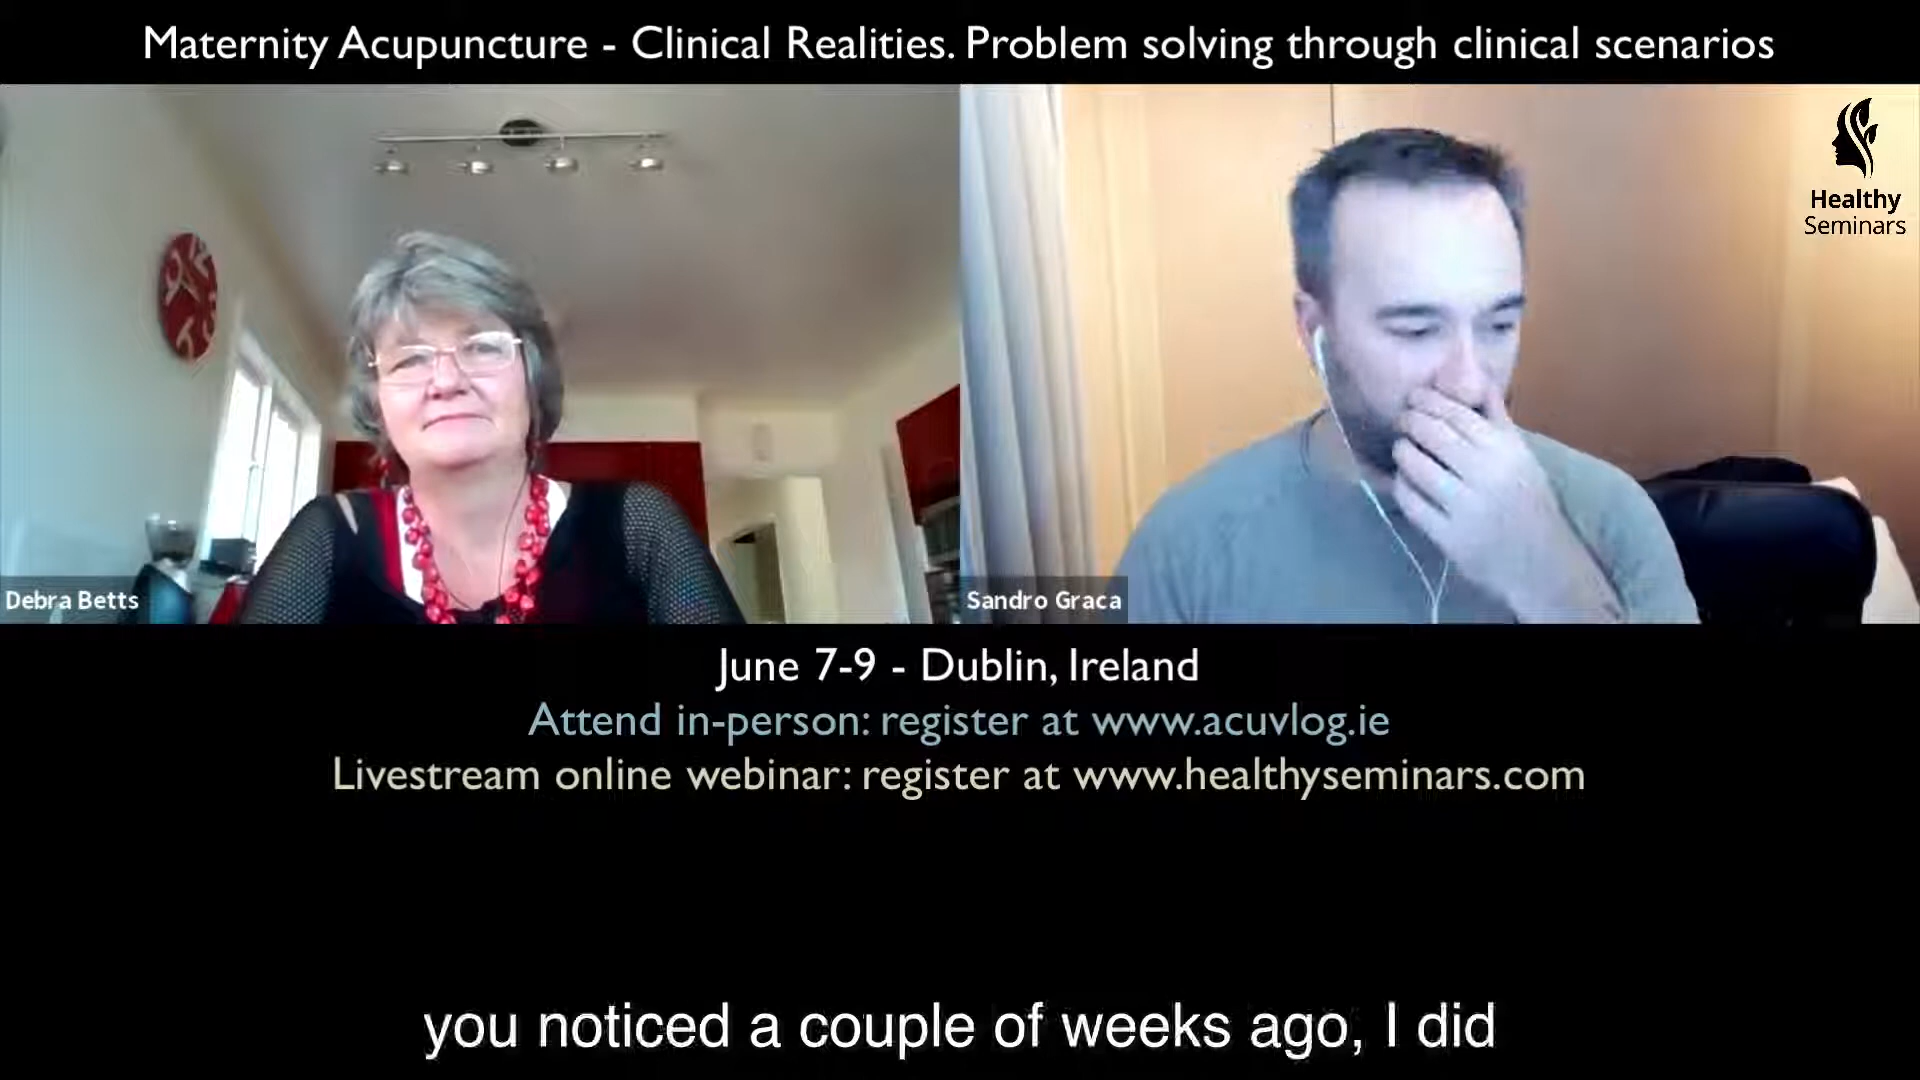 Maternity Acupuncture - Clinical Realities. Problem solving through clinical scenarios
Healthy
Seminars
Debra Betts
Sandro Graca
June 7-9 - Dublin, Ireland
Attend in-person: register at www.acuvlog.ie
Livestream online webinar: register at www.healthyseminars.com
you noticed a couple of weeks ago, I did